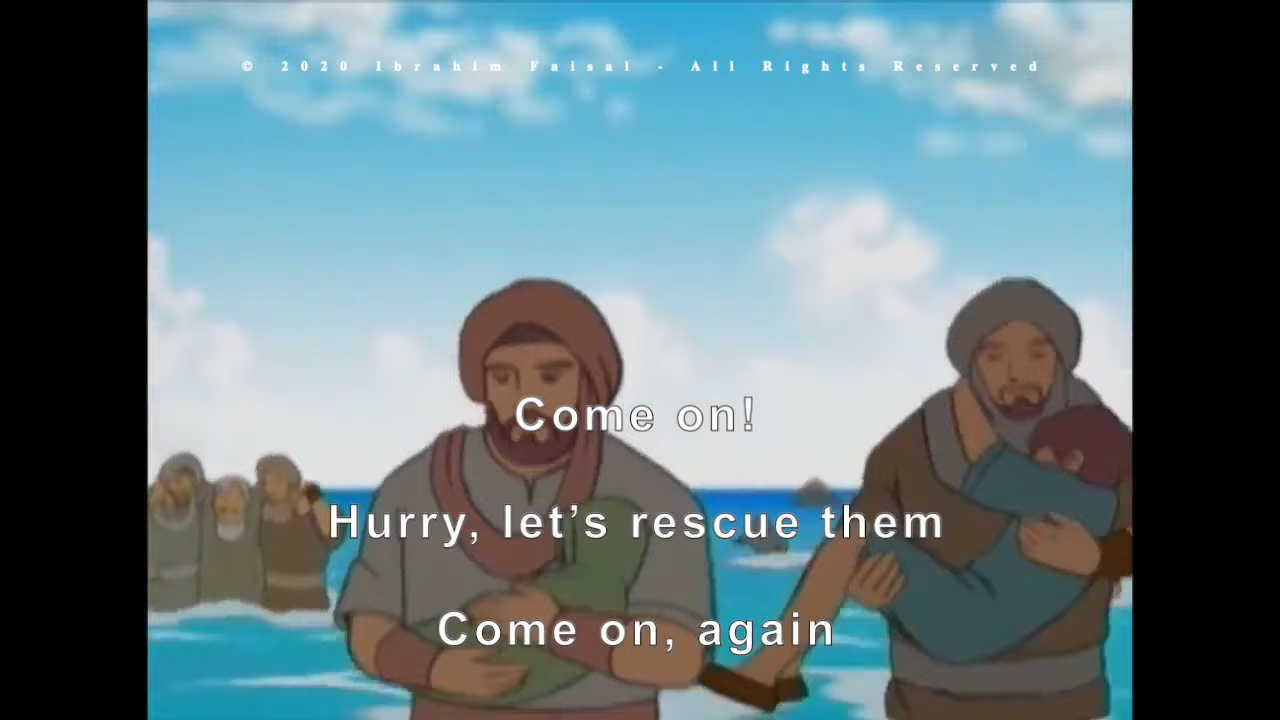 © 2020 Ibrahim Faisal - All Rights Reserved
Come on!
Hurry, let’s rescue them
Come on, again